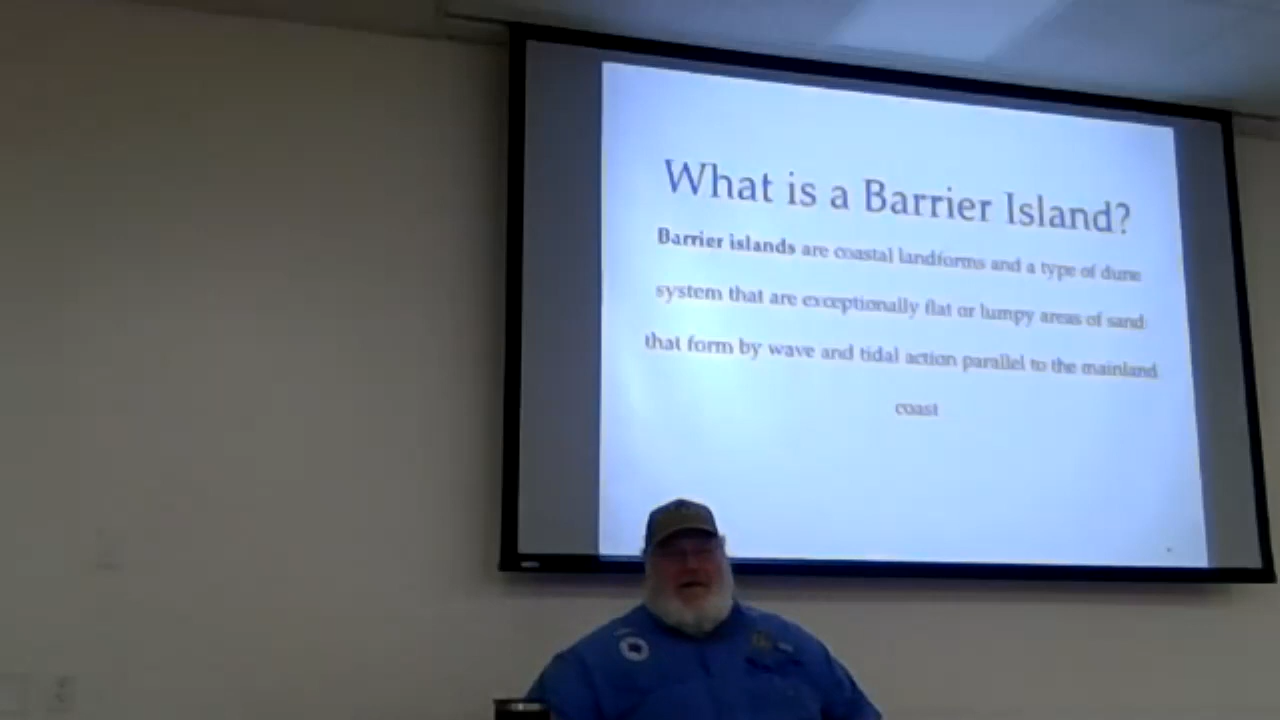 What is a Barrier Island?
Barrier islands are coastal landforms and a type of dune
system that are exceptionally flat or lumpy areas of sand
that form by wave and tidal action parallel to the mainland
coast